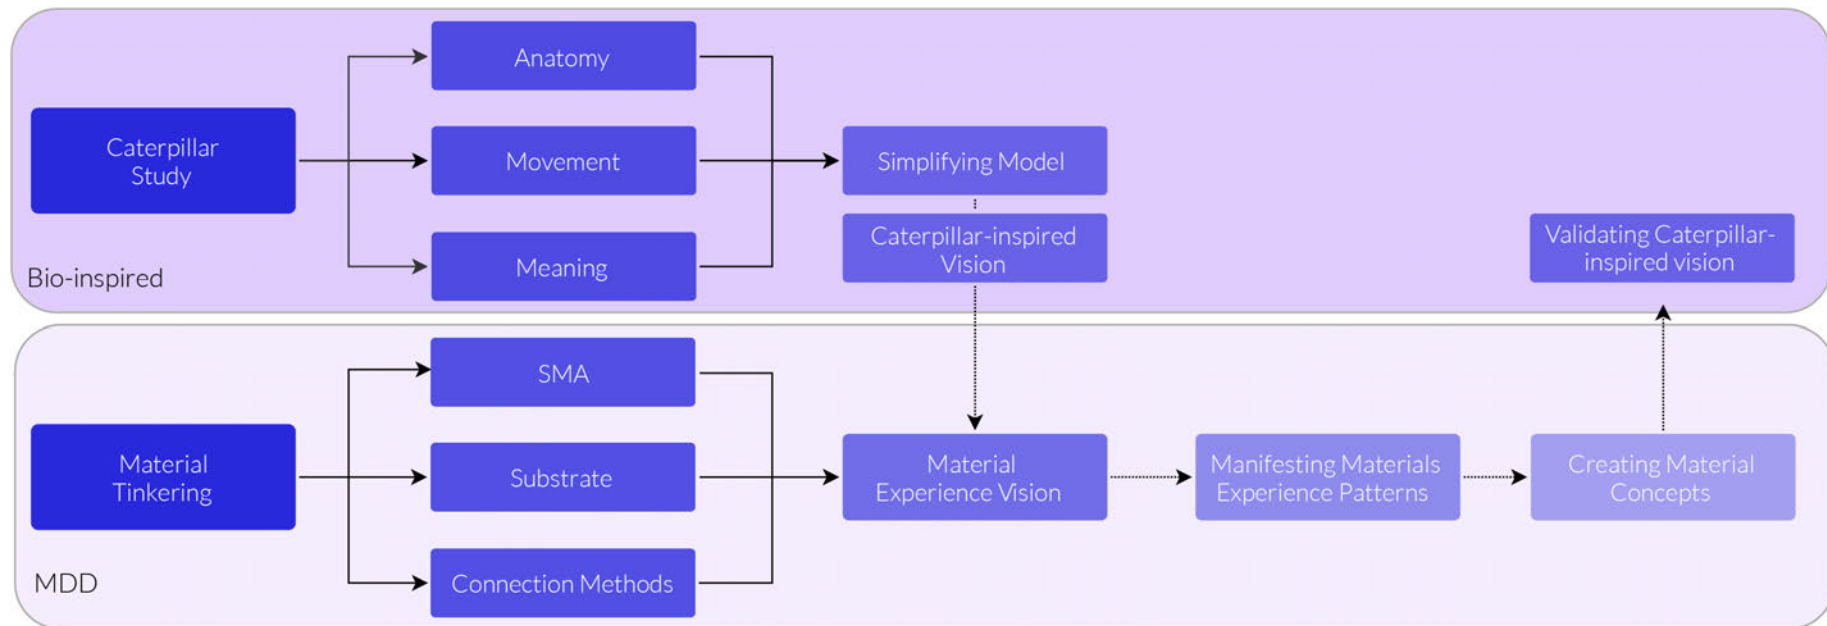 Anatomy
Caterpillar
Study
Movement
Simplifying Model
Meaning
Caterpillar-inspired
Vision
Validating Caterpillar-
inspired vision
Bio-inspired
SMA
Material
Tinkering
Substrate
Material
Experience Vision
Manifesting Materials
Experience Patterns
Creating Material
Concepts
Connection Methods
MDD